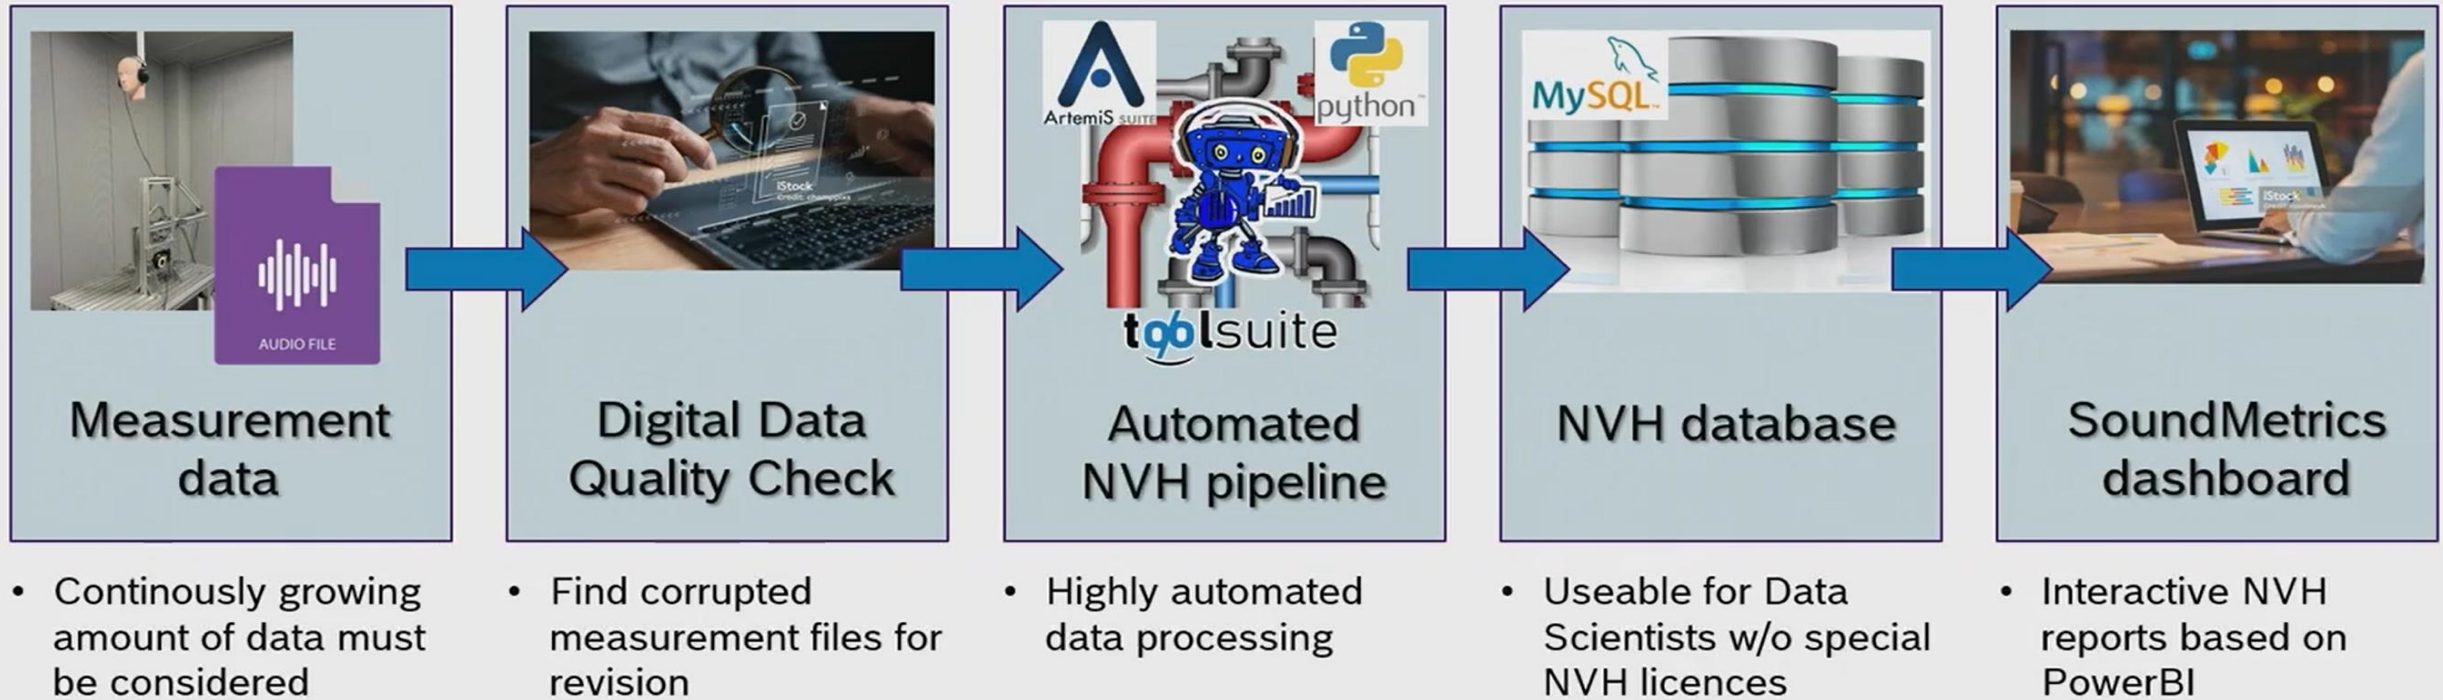 AUDIO FILE
Measurement
data
• Continously growing
amount of data must
be considered
iStock
Digital Data
Quality Check
• Find corrupted
measurement files for
revision
ArtemiS SUITE
python™
toolsuite
Automated
NVH pipeline
• Highly automated
data processing
MySQL™
NVH database
• Useable for Data
Scientists w/o special
NVH licences
iStock
SoundMetrics
dashboard
• Interactive NVH
reports based on
PowerBI